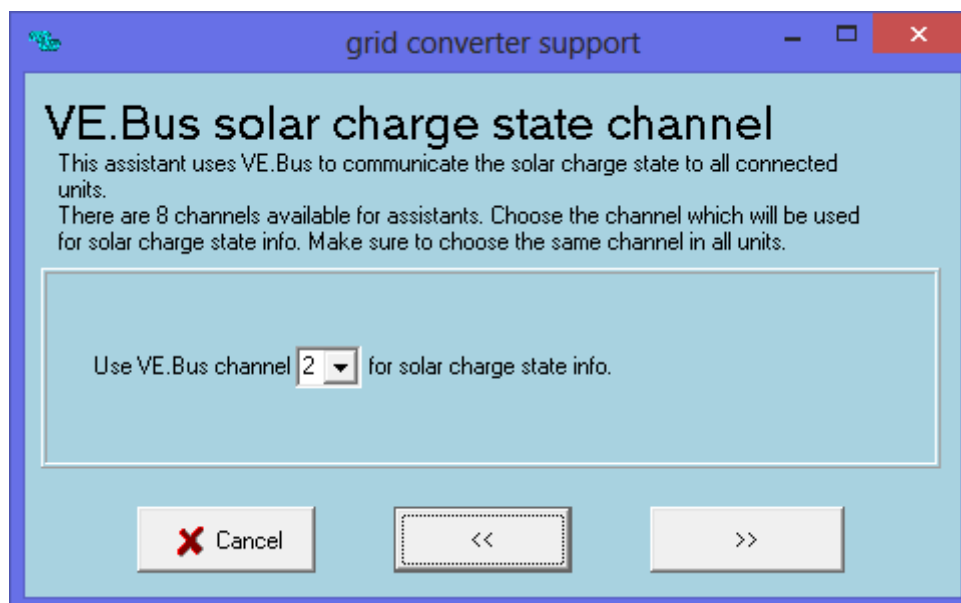 grid converter support
VE.Bus solar charge state channel
This assistant uses VE.Bus to communicate the solar charge state to all connected
units.
There are 8 channels available for assistants. Choose the channel which will be used
for solar charge state info. Make sure to choose the same channel in all units.
Use VE.Bus channel 2 for solar charge state info.
Cancel << >>